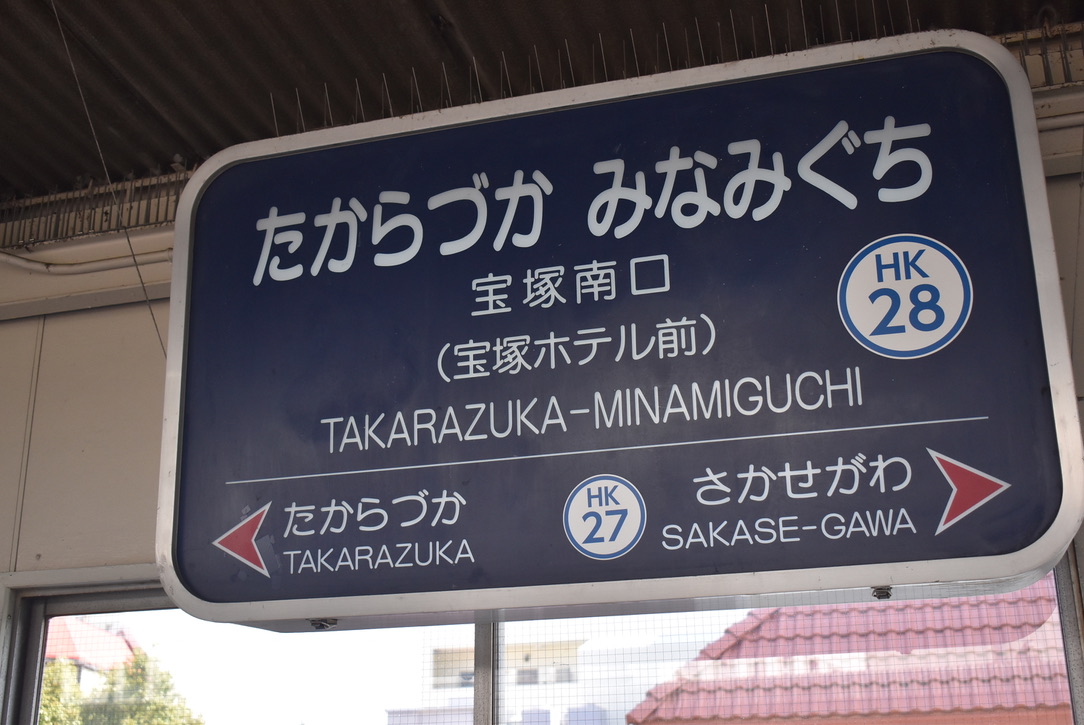 たからづか みなみぐち
宝塚南口
HK
28
(宝塚ホテル前)
TAKARAZUKA-MINAMIGUCHI
たからづか
TAKARAZUKA
HK
27
さかせがわ
SAKASE-GAWA